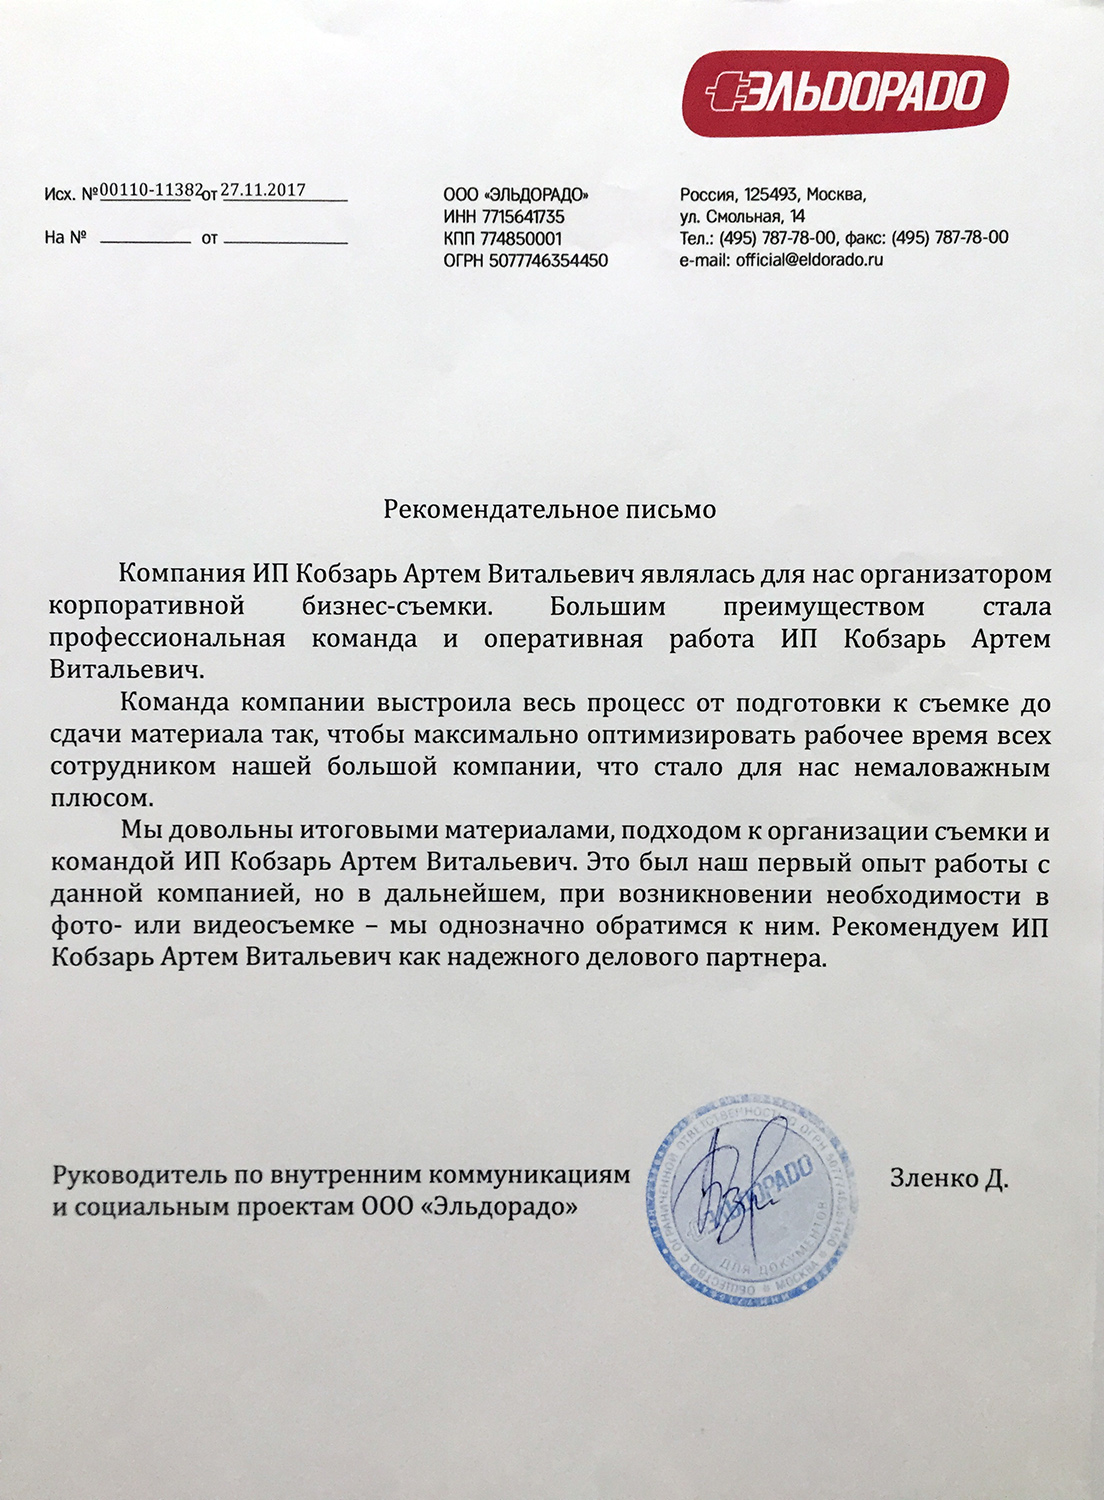 ЭЛЬДОРАДО
Исх. №00110-11382от 27.11.2017
На № ____________ от ________________
ООО «ЭЛЬДОРАДО»
ИНН 7715641735
КПП 774850001
ОГРН 5077746354450
Россия, 125493, Москва,
ул. Смольная, 14
Тел.: (495) 787-78-00, факс: (495) 787-78-00
e-mail: official@eldorado.ru
Рекомендательное письмо
Компания ИП Кобзарь Артем Витальевич являлась для нас организатором
корпоративной бизнес-съемки. Большим преимуществом стала
профессиональная команда и оперативная работа ИП Кобзарь Артем
Витальевич.
Команда компании выстроила весь процесс от подготовки к съемке до
сдачи материала так, чтобы максимально оптимизировать рабочее время всех
сотрудником нашей большой компании, что стало для нас немаловажным
плюсом.
Мы довольны итоговыми материалами, подходом к организации съемки и
командой ИП Кобзарь Артем Витальевич. Это был наш первый опыт работы с
данной компанией, но в дальнейшем, при возникновении необходимости в
фото- или видеосъемке – мы однозначно обратимся к ним. Рекомендуем ИП
Кобзарь Артем Витальевич как надежного делового партнера.
Руководитель по внутренним коммуникациям
и социальным проектам ООО «Эльдорадо»
Зленко Д.
ОБЩЕСТВО С ОГРАНИЧЕННОЙ ОТВЕТСТВЕННОСТЬЮ ОГРН 5077746354450
МОСКВА
ЭЛЬДОРАДО
ДЛЯ ДОКУМЕНТОВ